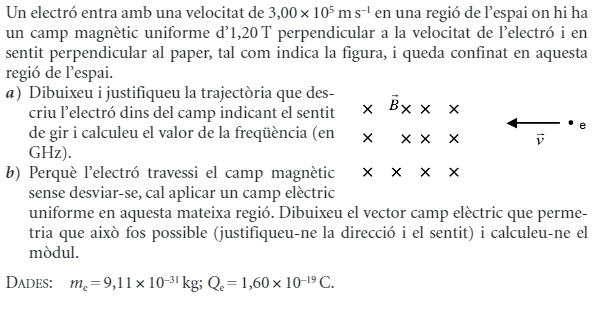 Un electró entra amb una velocitat de 3,00 × 10⁵ m s⁻¹ en una regió de l'espai on hi ha
un camp magnètic uniforme d'1,20 T perpendicular a la velocitat de l'electró i en
sentit perpendicular al paper, tal com indica la figura, i queda confinat en aquesta
regió de l'espai.
a) Dibuixeu i justifiqueu la trajectòria que des-
criu l'electró dins del camp indicant el sentit
de gir i calculeu el valor de la freqüència (en
GHz).
b) Perquè l'electró travessi el camp magnètic
sense desviar-se, cal aplicar un camp elèctric
uniforme en aquesta mateixa regió. Dibuixeu el vector camp elèctric que perme-
tria que això fos possible (justifiqueu-ne la direcció i el sentit) i calculeu-ne el
mòdul.
× B⃗ × × ×
× × × ×
× × × ×
e
v⃗
DADES: mₑ = 9,11 × 10⁻³¹ kg; Qₑ = 1,60 × 10⁻¹⁹ C.